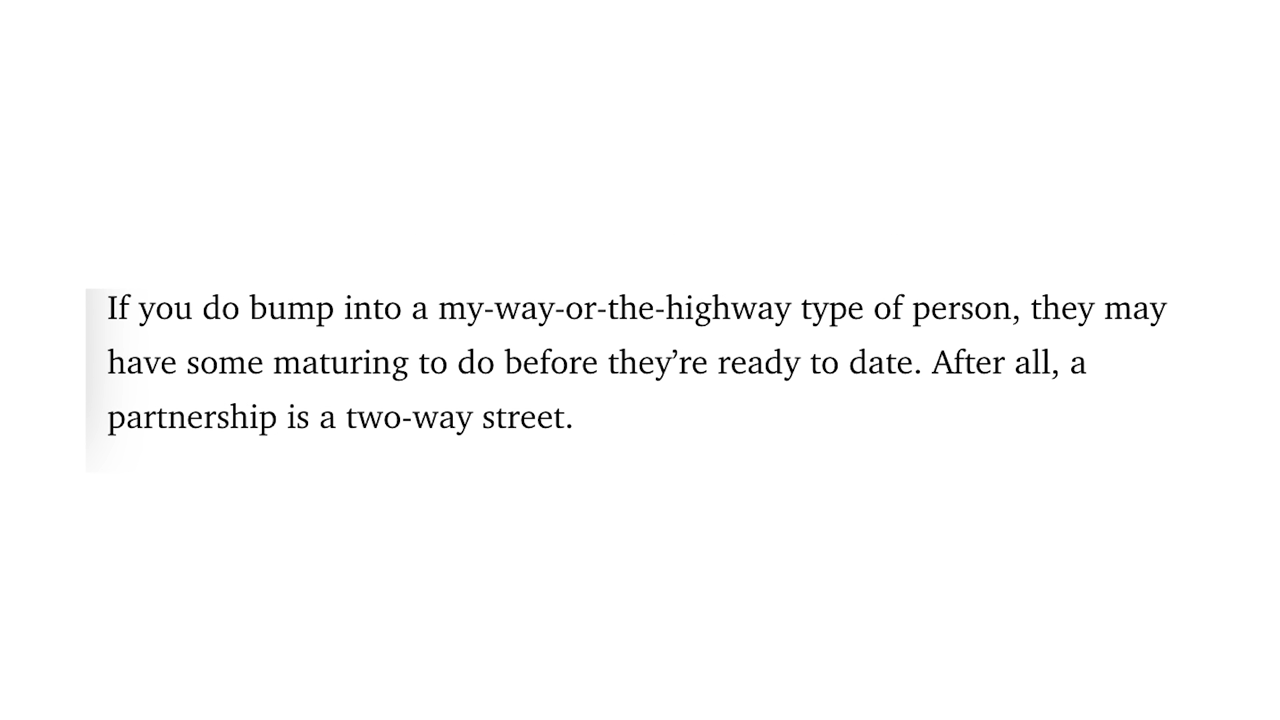 If you do bump into a my-way-or-the-highway type of person, they may
have some maturing to do before they’re ready to date. After all, a
partnership is a two-way street.